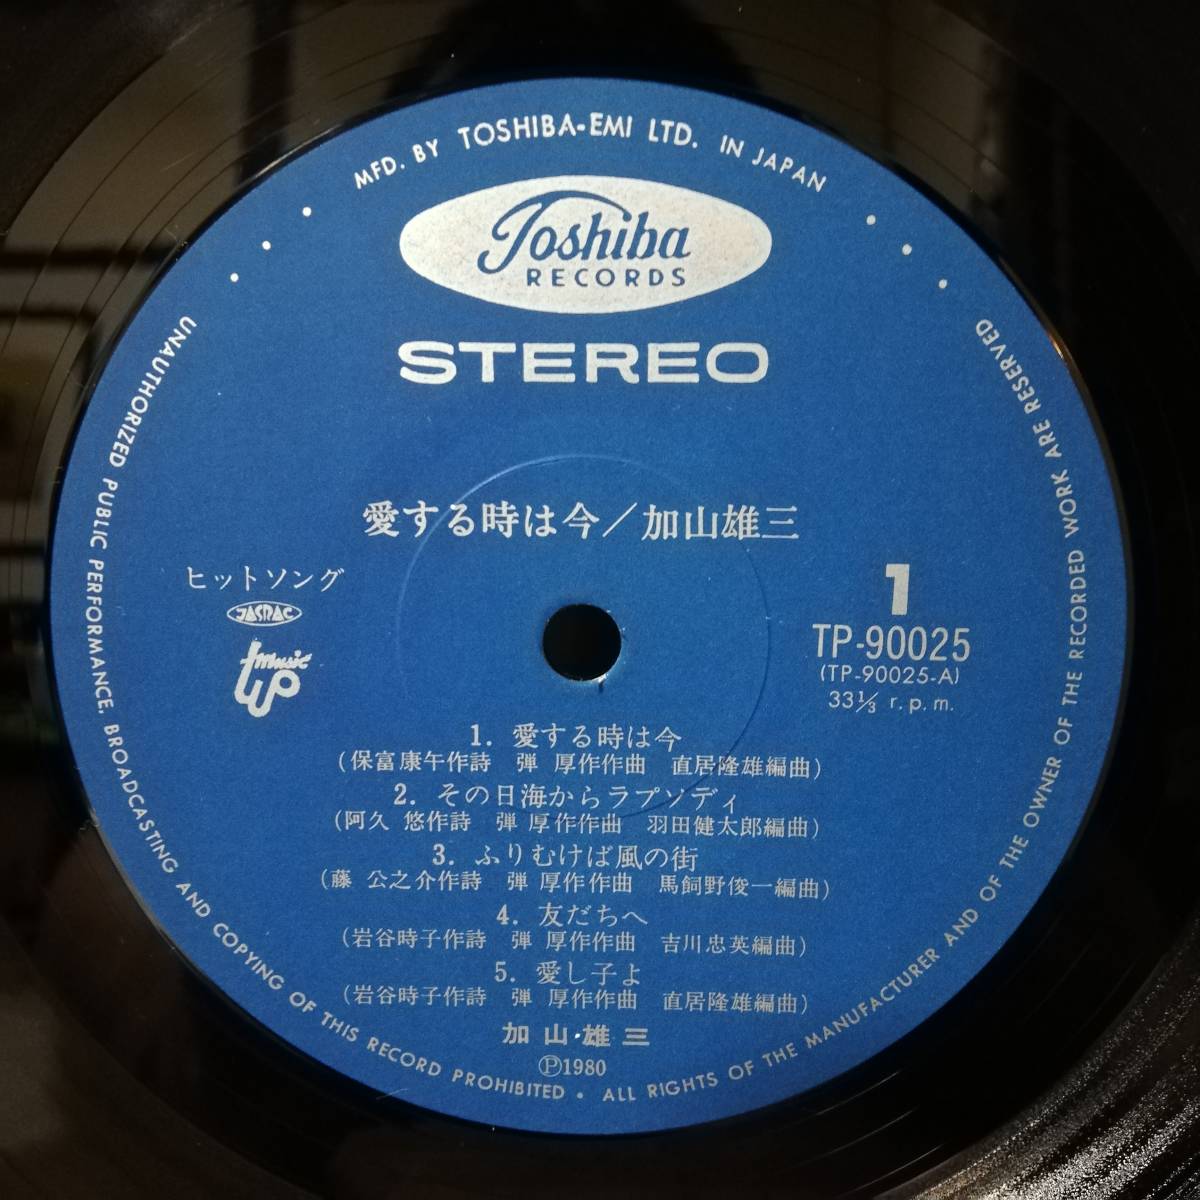 MFD. BY TOSHIBA-EMI LTD. IN JAPAN
Toshiba
RECORDS
STEREO
愛する時は今/加山雄三
ヒットソング
JASRAC
music
up
1
TP-90025
(TP-90025-A)
33⅓ r.p.m.
1. 愛する時は今
(保富康午作詩 弾 厚作作曲 直居隆雄編曲)
2. その日海からラプソディ
(阿久 悠作詩 弾 厚作作曲 羽田健太郎編曲)
3. ふりむけば風の街
(藤 公之介作詩 弾 厚作作曲 馬飼野俊一編曲)
4. 友だちへ
(岩谷時子作詩 弾 厚作作曲 吉川忠英編曲)
5. 愛し子よ
(岩谷時子作詩 弾 厚作作曲 直居隆雄編曲)
加山・雄三
Ⓟ1980
UNAUTHORIZED PUBLIC PERFORMANCE, BROADCASTING AND COPYING OF THIS RECORD PROHIBITED • ALL RIGHTS OF THE MANUFACTURER AND OF THE OWNER OF THE RECORDED WORK ARE RESERVED